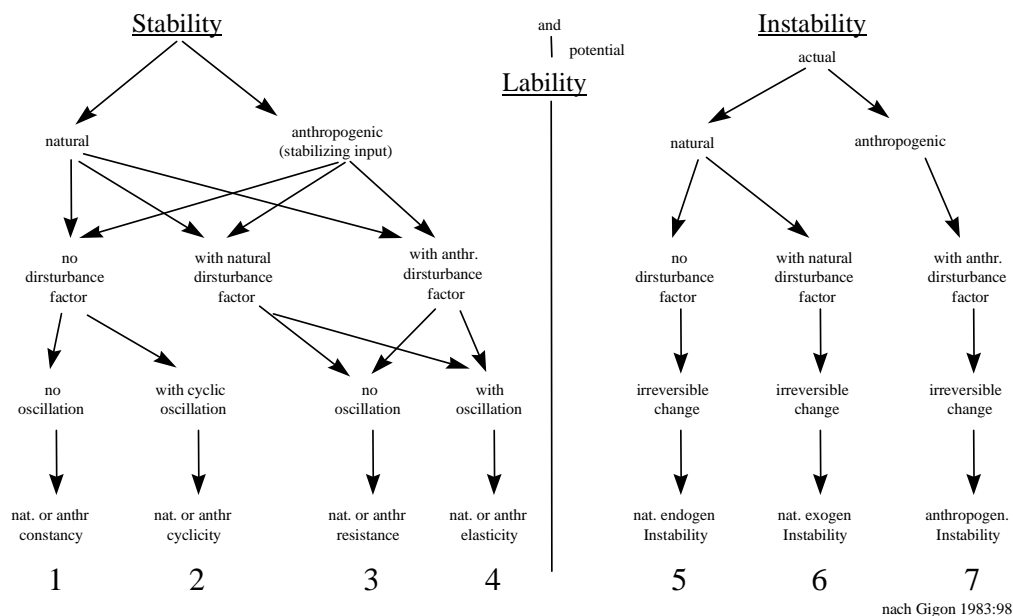 Stability
and
potential
Lability
Instability
actual
natural
anthropogenic
(stabilizing input)
natural
anthropogenic
no
dirsturbance
factor
with natural
dirsturbance
factor
with anthr.
dirsturbance
factor
no
dirsturbance
factor
with natural
dirsturbance
factor
with anthr.
dirsturbance
factor
no
oscillation
with cyclic
oscillation
no
oscillation
with
oscillation
irreversible
change
irreversible
change
irreversible
change
nat. or anthr
constancy
nat. or anthr
cyclicity
nat. or anthr
resistance
nat. or anthr
elasticity
nat. endogen
Instability
nat. exogen
Instability
anthropogen.
Instability
1 2 3 4 5 6 7
nach Gigon 1983:98